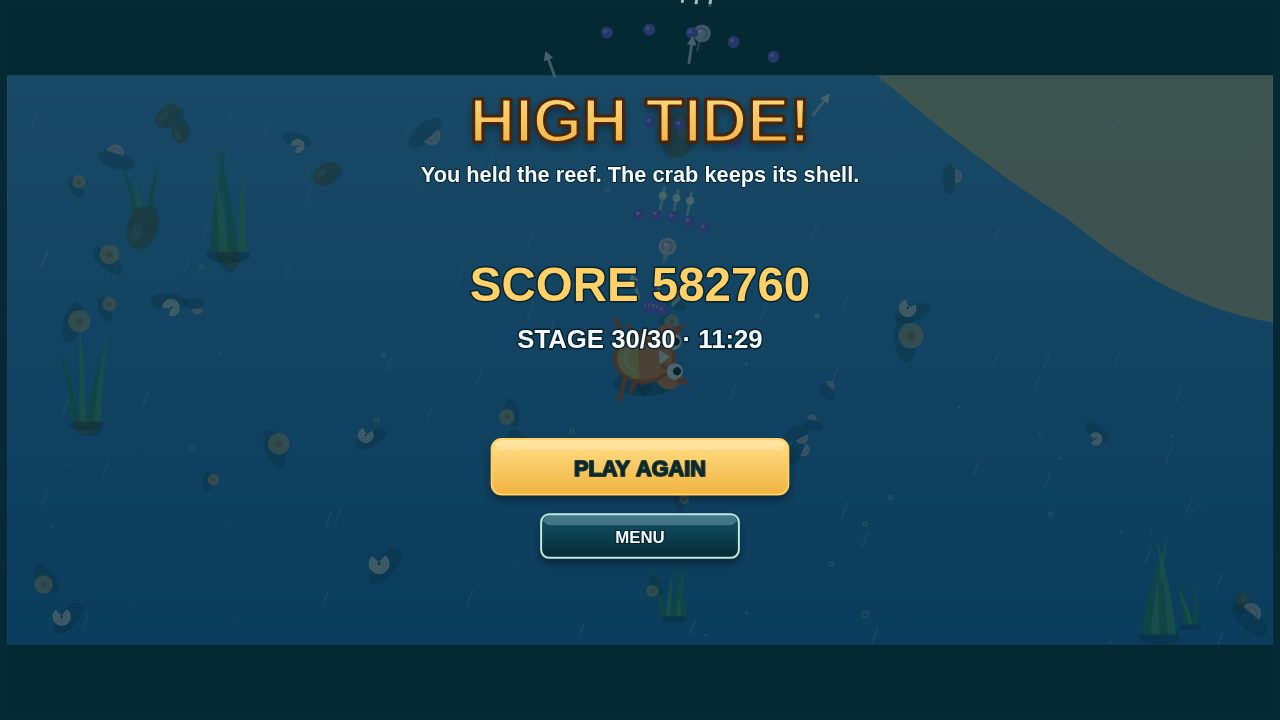 HIGH TIDE!
You held the reef. The crab keeps its shell.
SCORE 582760
STAGE 30/30 · 11:29
PLAY AGAIN
MENU